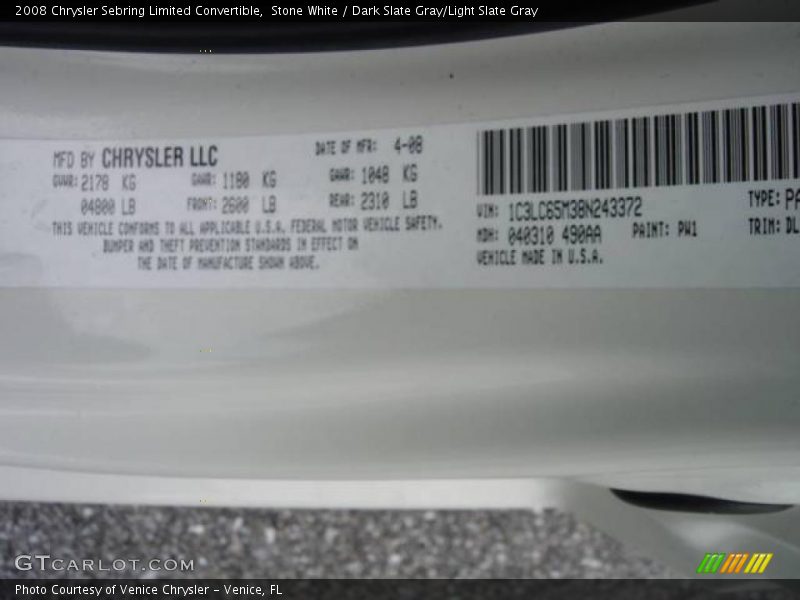 2008 Chrysler Sebring Limited Convertible,  Stone White / Dark Slate Gray/Light Slate Gray
MFD BY CHRYSLER LLC
DATE OF MFR: 4-08
GVWR: 2178 KG
04800 LB
GAWR: 1180 KG
FRONT: 2600 LB
GAWR: 1048 KG
REAR: 2310 LB
THIS VEHICLE CONFORMS TO ALL APPLICABLE U.S.A. FEDERAL MOTOR VEHICLE SAFETY,
BUMPER AND THEFT PREVENTION STANDARDS IN EFFECT ON
THE DATE OF MANUFACTURE SHOWN ABOVE.
VIN: 1C3LC65M38N243372
TYPE: PA
MDH: 040310 490AA
PAINT: PW1
TRIM: DL
VEHICLE MADE IN U.S.A.
GTCARLOT.COM
Photo Courtesy of Venice Chrysler – Venice, FL